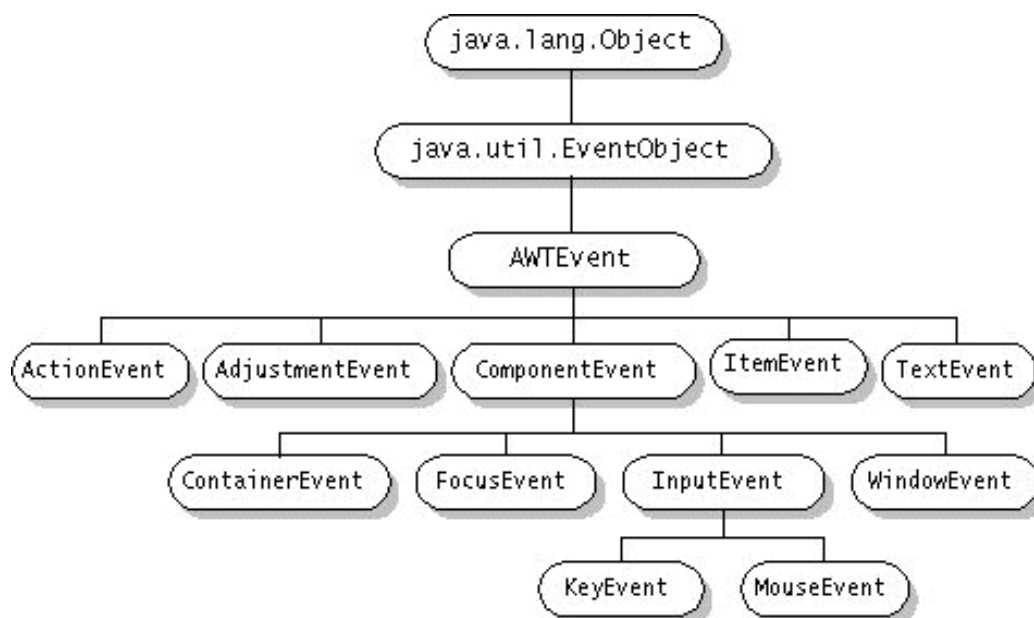 java.lang.Object
java.util.EventObject
AWTEvent
ActionEvent
AdjustmentEvent
ComponentEvent
ItemEvent
TextEvent
ContainerEvent
FocusEvent
InputEvent
WindowEvent
KeyEvent
MouseEvent